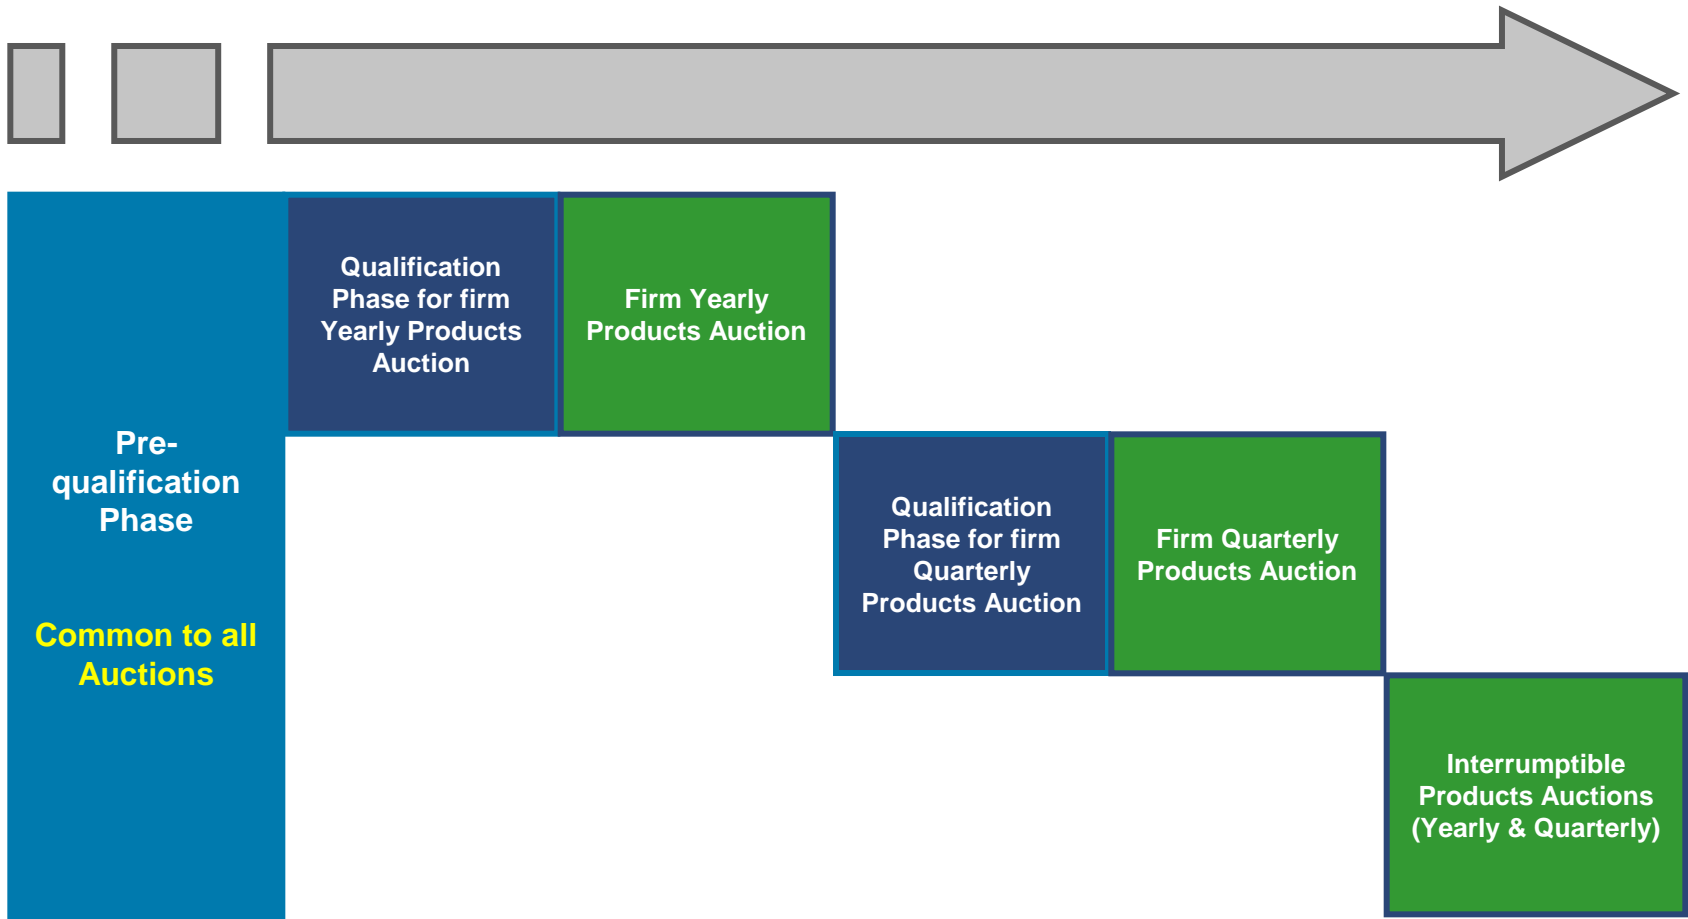 Pre-
qualification
Phase
Common to all
Auctions
Qualification
Phase for firm
Yearly Products
Auction
Firm Yearly
Products Auction
Qualification
Phase for firm
Quarterly
Products Auction
Firm Quarterly
Products Auction
Interrumptible
Products Auctions
(Yearly & Quarterly)